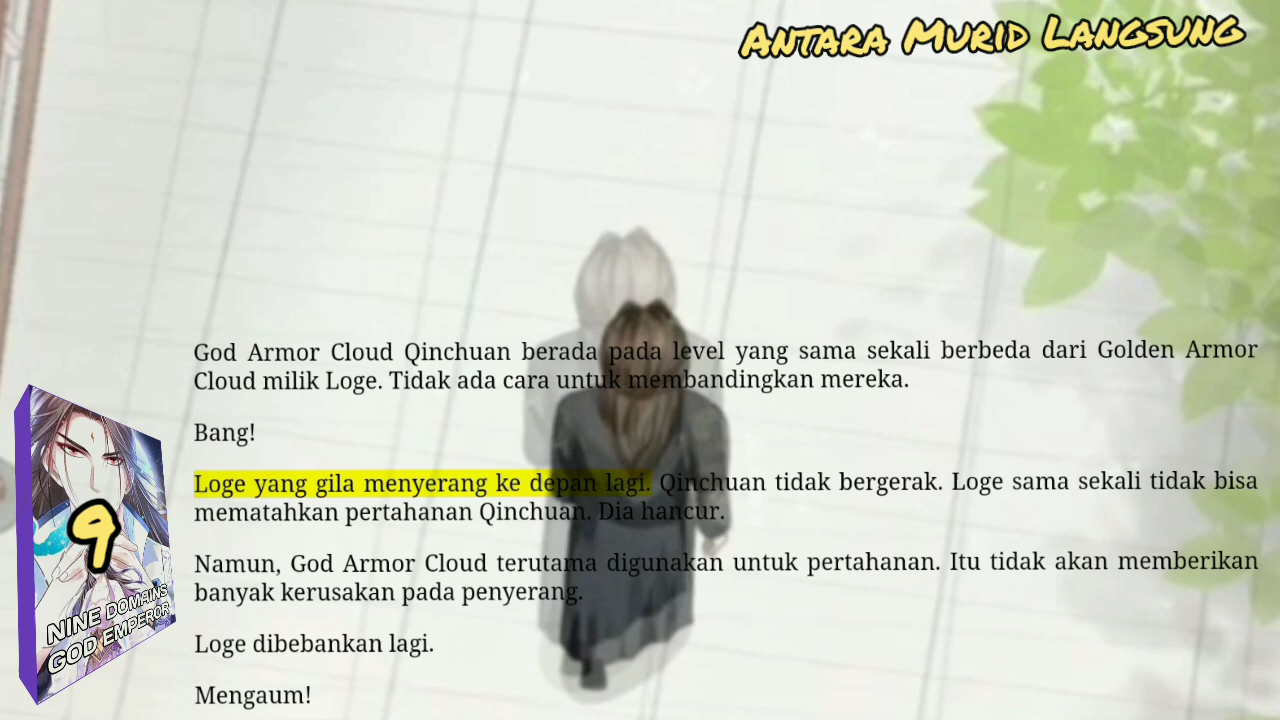 Antara Murid Langsung
God Armor Cloud Qinchuan berada pada level yang sama sekali berbeda dari Golden Armor
Cloud milik Loge. Tidak ada cara untuk membandingkan mereka.
Bang!
Loge yang gila menyerang ke depan lagi. Qinchuan tidak bergerak. Loge sama sekali tidak bisa
mematahkan pertahanan Qinchuan. Dia hancur.
Namun, God Armor Cloud terutama digunakan untuk pertahanan. Itu tidak akan memberikan
banyak kerusakan pada penyerang.
Loge dibebankan lagi.
Mengaum!
9
NINE DOMAINS
GOD EMPEROR